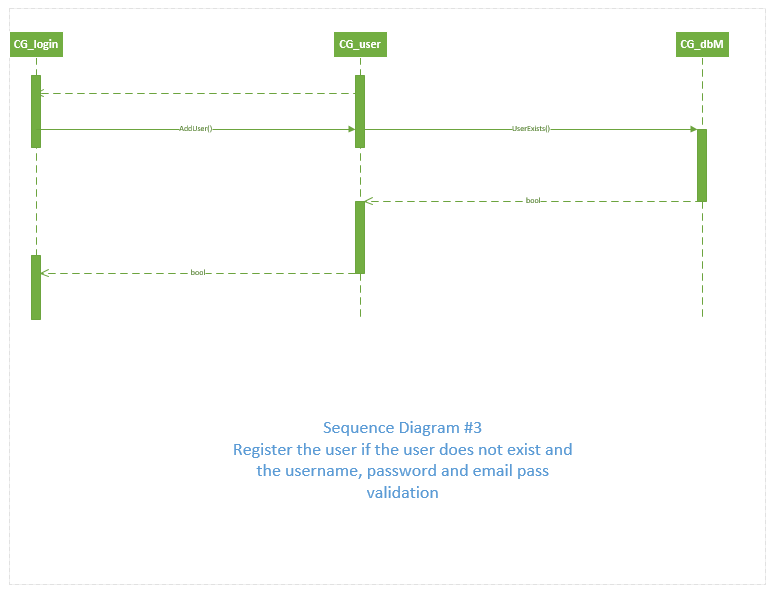 CG_login
CG_user
CG_dbM
AddUser()
UserExists()
bool
bool
Sequence Diagram #3
Register the user if the user does not exist and
the username, password and email pass
validation